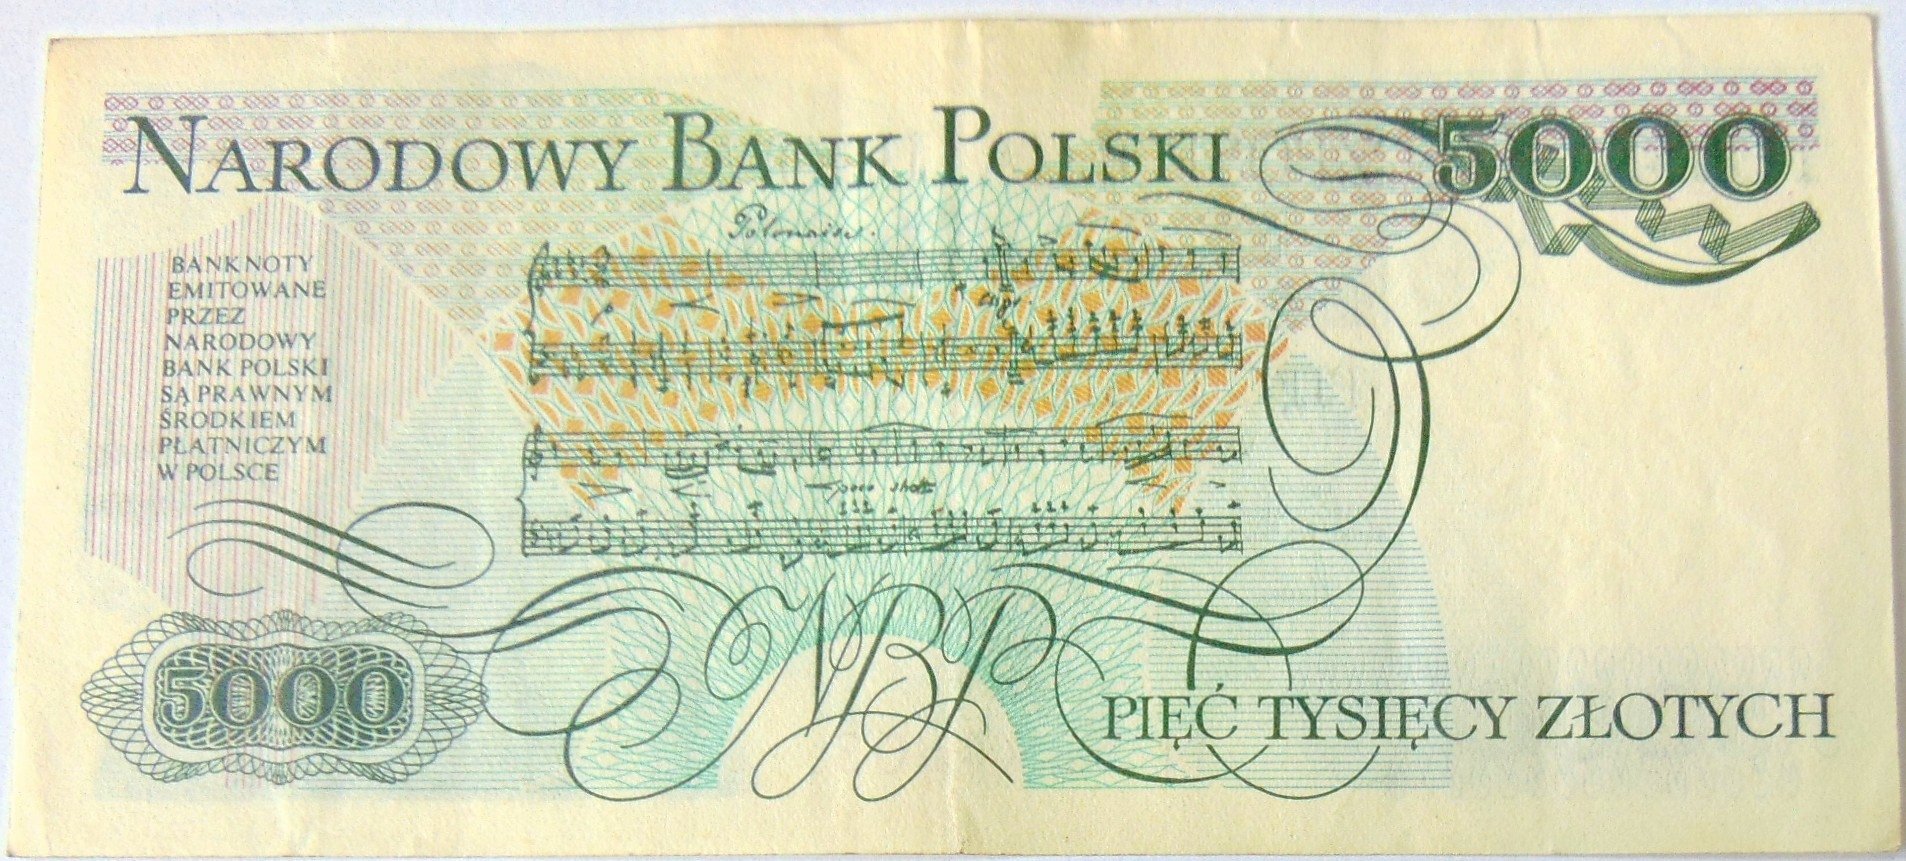 NARODOWY BANK POLSKI
5000
Polonaise.
BANKNOTY
EMITOWANE
PRZEZ
NARODOWY
BANK POLSKI
SĄ PRAWNYM
ŚRODKIEM
PŁATNICZYM
W POLSCE
NBP
5000
PIĘĆ TYSIĘCY ZŁOTYCH